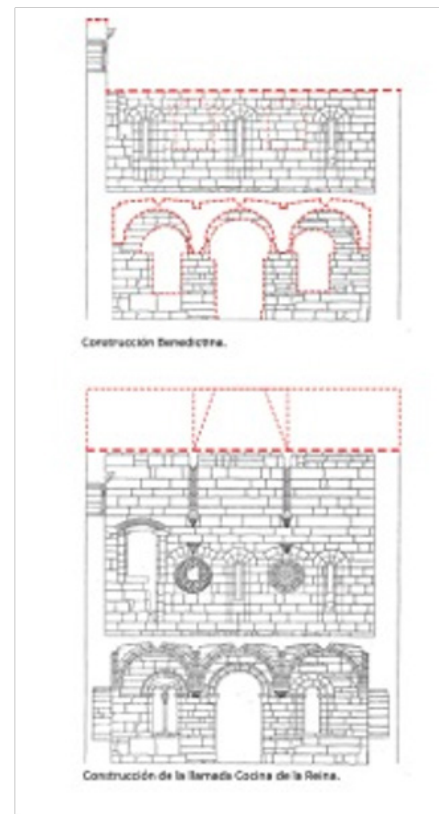 Construcción Benedictina.
Construcción de la llamada Cocina de la Reina.